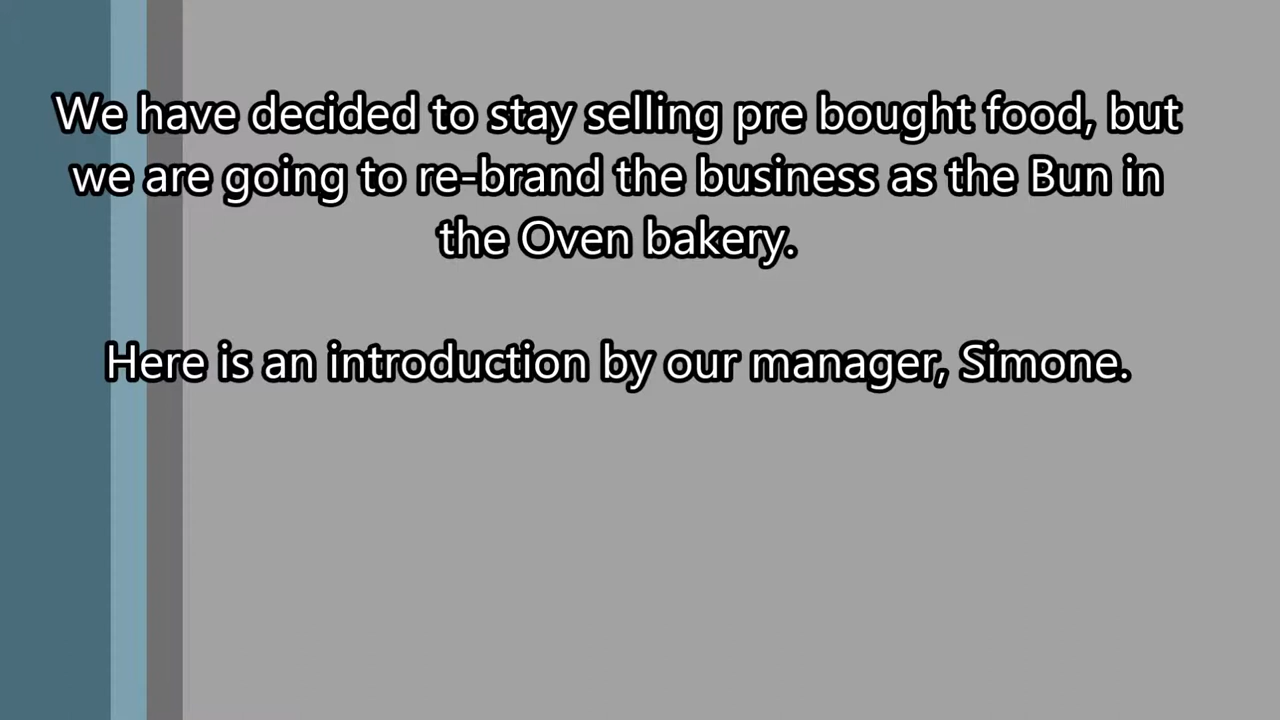 We have decided to stay selling pre bought food, but
we are going to re-brand the business as the Bun in
the Oven bakery.
Here is an introduction by our manager, Simone.